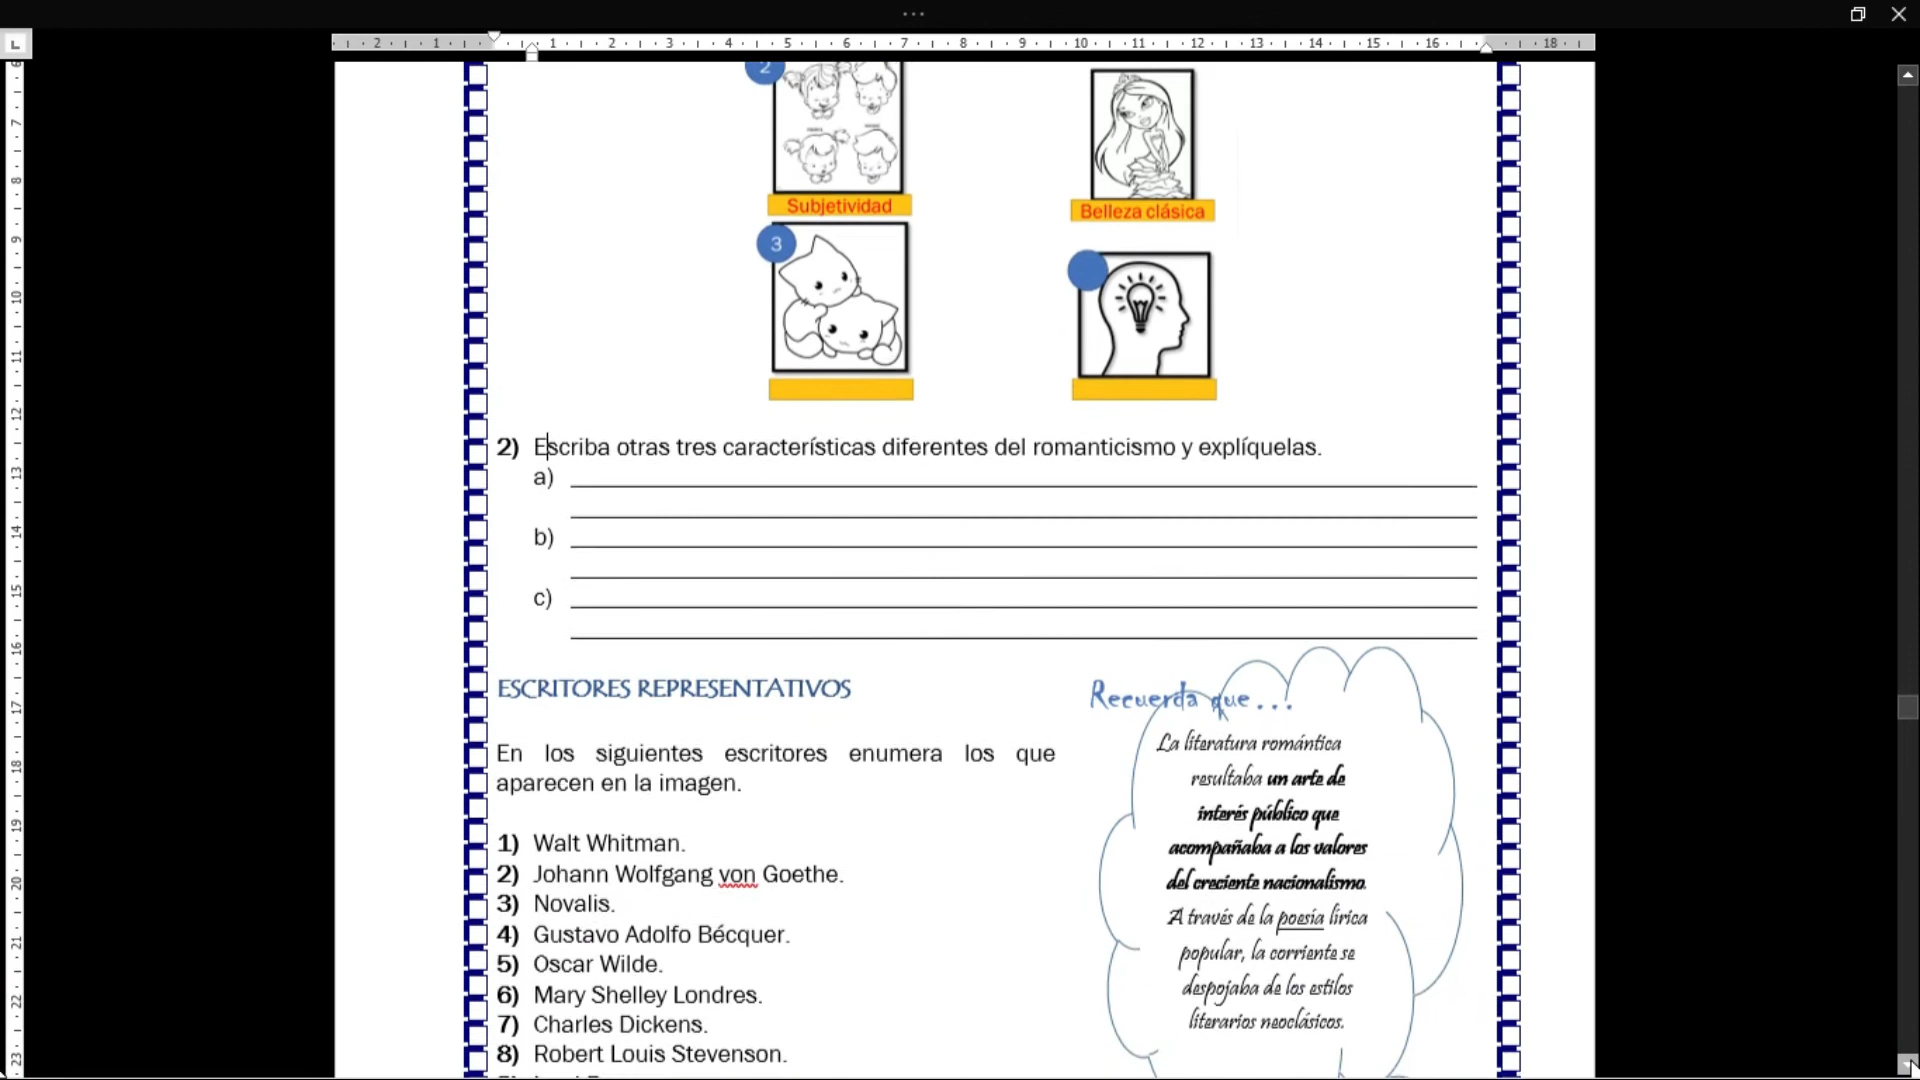 2
Subjetividad
Belleza clásica
3
2) Escriba otras tres características diferentes del romanticismo y explíquelas.
a)
b)
c)
ESCRITORES REPRESENTATIVOS
En los siguientes escritores enumera los que
aparecen en la imagen.
1) Walt Whitman.
2) Johann Wolfgang von Goethe.
3) Novalis.
4) Gustavo Adolfo Bécquer.
5) Oscar Wilde.
6) Mary Shelley Londres.
7) Charles Dickens.
8) Robert Louis Stevenson.
Recuerda que...
La literatura romántica
resultaba un arte de
interés público que
acompañaba a los valores
del creciente nacionalismo.
A través de la poesía lírica
popular, la corriente se
despojaba de los estilos
literarios neoclásicos.